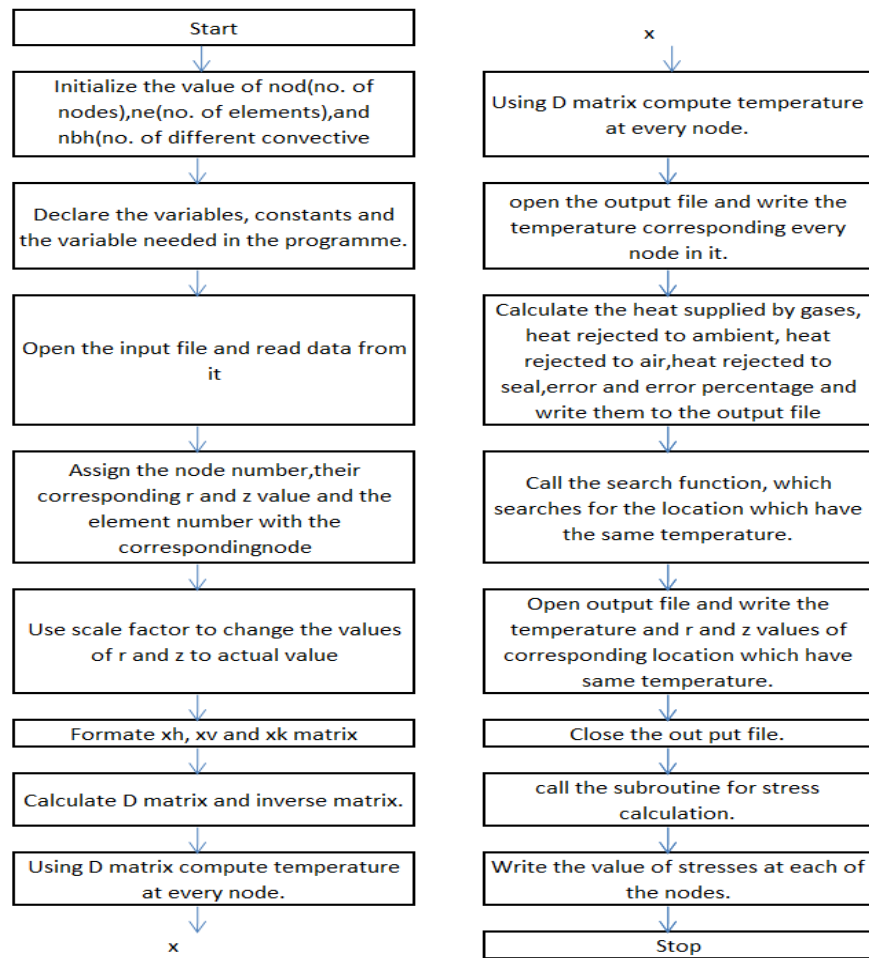 Start
Initialize the value of nod(no. of
nodes),ne(no. of elements),and
nbh(no. of different convective
Declare the variables, constants and
the variable needed in the programme.
Open the input file and read data from
it
Assign the node number,their
corresponding r and z value and the
element number with the
correspondingnode
Use scale factor to change the values
of r and z to actual value
Formate xh, xv and xk matrix
Calculate D matrix and inverse matrix.
Using D matrix compute temperature
at every node.
x
x
Using D matrix compute temperature
at every node.
open the output file and write the
temperature corresponding every
node in it.
Calculate the heat supplied by gases,
heat rejected to ambient, heat
rejected to air,heat rejected to
seal,error and error percentage and
write them to the output file
Call the search function, which
searches for the location which have
the same temperature.
Open output file and write the
temperature and r and z values of
corresponding location which have
same temperature.
Close the out put file.
call the subroutine for stress
calculation.
Write the value of stresses at each of
the nodes.
Stop